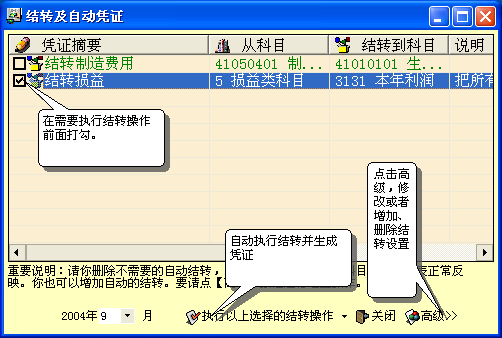 结转及自动凭证
凭证摘要 从科目 结转到科目 说明
结转制造费用 41050401 制... 41010101 生...
结转损益 5 损益类科目 3131 本年利润 把所有
在需要执行结转操作
前面打勾。
点击高
级，修
改或者
增加、
删除结
转设置
自动执行结转并生成
凭证
重要说明：请你删除不需要的自动结转，
正常反
映。你也可以增加自动的结转。要请点【
2004年 9 月 执行以上选择的结转操作 关闭 高级>>